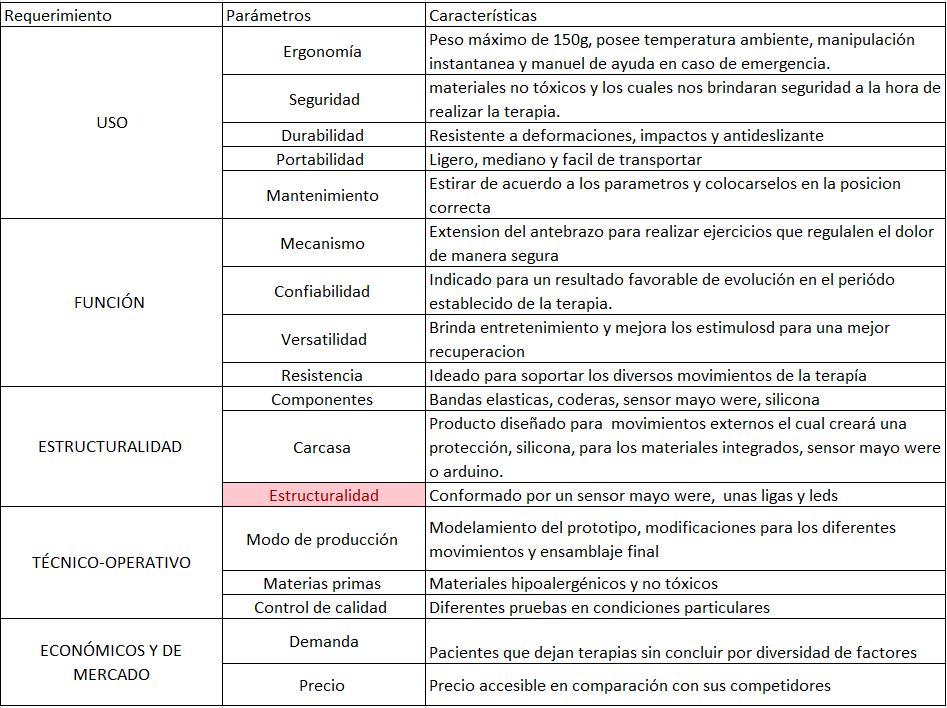 Requerimiento Parámetros Características
USO
Ergonomía
Peso máximo de 150g, posee temperatura ambiente, manipulación
instantanea y manuel de ayuda en caso de emergencia.
Seguridad
materiales no tóxicos y los cuales nos brindaran seguridad a la hora de
realizar la terapia.
Durabilidad Resistente a deformaciones, impactos y antideslizante
Portabilidad Ligero, mediano y facil de transportar
Mantenimiento
Estirar de acuerdo a los parametros y colocarselos en la posicion
correcta
FUNCIÓN
Mecanismo
Extension del antebrazo para realizar ejercicios que regulalen el dolor
de manera segura
Confiabilidad
Indicado para un resultado favorable de evolución en el periódo
establecido de la terapia.
Versatilidad
Brinda entretenimiento y mejora los estimulosd para una mejor
recuperacion
Resistencia Ideado para soportar los diversos movimientos de la terapía
ESTRUCTURALIDAD
Componentes Bandas elasticas, coderas, sensor mayo were, silicona
Carcasa
Producto diseñado para movimientos externos el cual creará una
protección, silicona, para los materiales integrados, sensor mayo were
o arduino.
Estructuralidad Conformado por un sensor mayo were, unas ligas y leds
TÉCNICO-OPERATIVO
Modo de producción
Modelamiento del prototipo, modificaciones para los diferentes
movimientos y ensamblaje final
Materias primas Materiales hipoalergénicos y no tóxicos
Control de calidad Diferentes pruebas en condiciones particulares
ECONÓMICOS Y DE
MERCADO
Demanda Pacientes que dejan terapias sin concluir por diversidad de factores
Precio Precio accesible en comparación con sus competidores